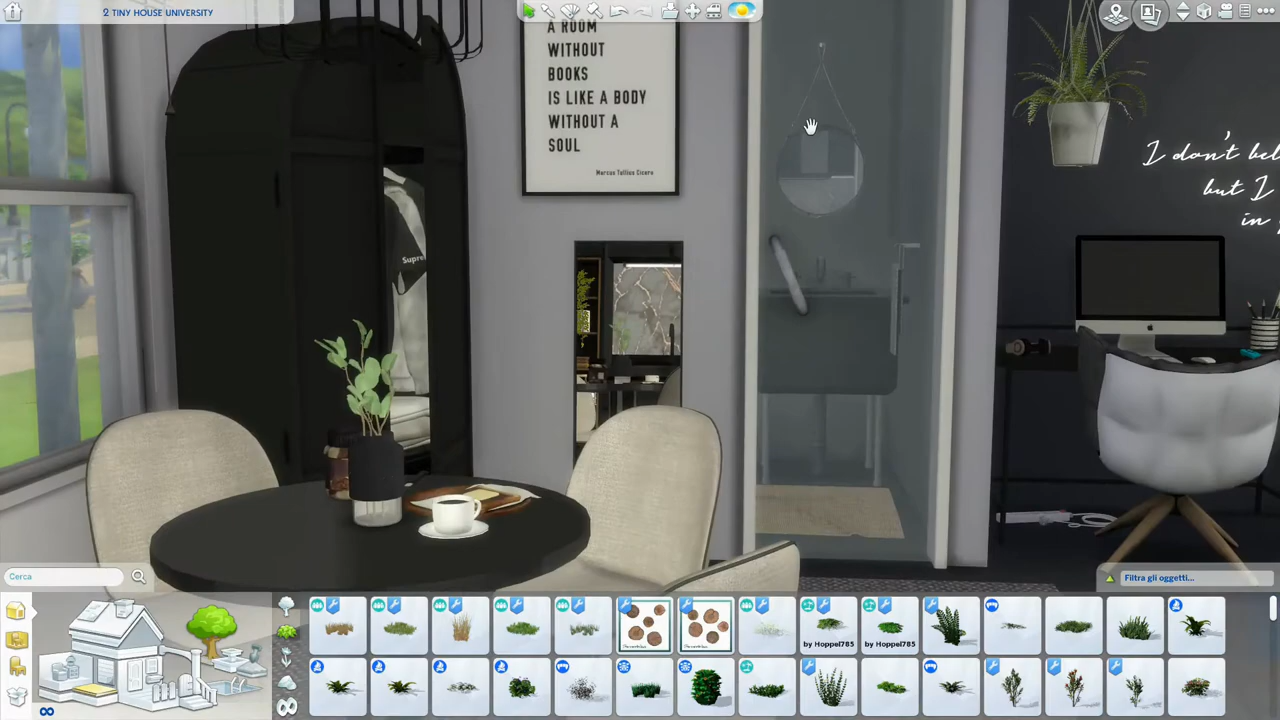 2 TINY HOUSE UNIVERSITY
A ROOM
WITHOUT
BOOKS
IS LIKE A BODY
WITHOUT A
SOUL
Marcus Tullius Cicero
I don't bel
but I
in
Supre
Cerca
Filtra gli oggetti...
by Hoppel785
by Hoppel785